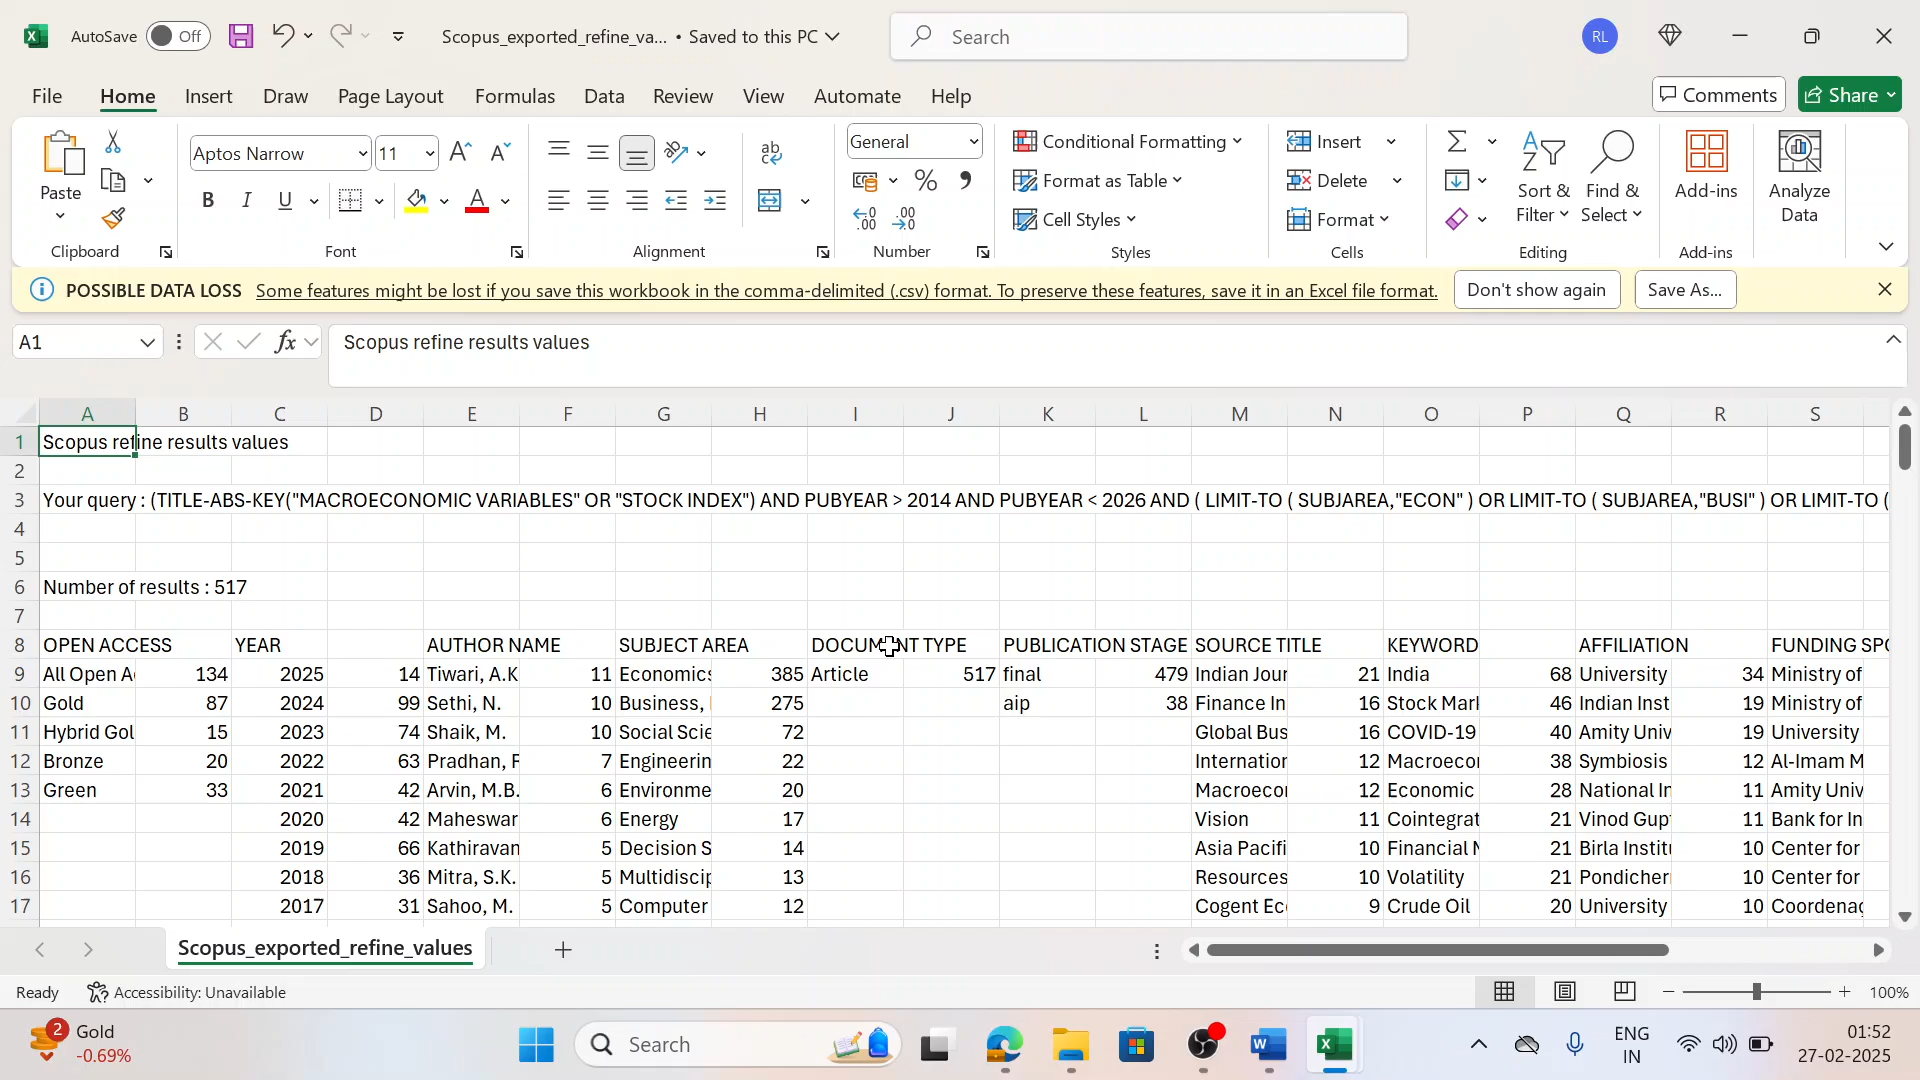 AutoSave Off Scopus_exported_refine_va... • Saved to this PC Search RL
File Home Insert Draw Page Layout Formulas Data Review View Automate Help Comments Share
Paste Aptos Narrow 11 General Conditional Formatting Format as Table Cell Styles Insert Delete Format Sort & Filter Find & Select Add-ins Analyze Data
Clipboard Font Alignment Number Styles Cells Editing Add-ins
POSSIBLE DATA LOSS Some features might be lost if you save this workbook in the comma-delimited (.csv) format. To preserve these features, save it in an Excel file format. Don't show again Save As...
A1 fx Scopus refine results values
A B C D E F G H I J K L M N O P Q R S
1 Scopus refine results values
2
3 Your query : (TITLE-ABS-KEY("MACROECONOMIC VARIABLES" OR "STOCK INDEX") AND PUBYEAR > 2014 AND PUBYEAR < 2026 AND ( LIMIT-TO ( SUBJAREA,"ECON" ) OR LIMIT-TO ( SUBJAREA,"BUSI" ) OR LIMIT-TO (
4
5
6 Number of results : 517
7
8 OPEN ACCESS YEAR AUTHOR NAME SUBJECT AREA DOCUMENT TYPE PUBLICATION STAGE SOURCE TITLE KEYWORD AFFILIATION FUNDING SPO
9 All Open A 134 2025 14 Tiwari, A.K 11 Economics 385 Article 517 final 479 Indian Jour 21 India 68 University 34 Ministry of
10 Gold 87 2024 99 Sethi, N. 10 Business, 275 aip 38 Finance In 16 Stock Mark 46 Indian Inst 19 Ministry of
11 Hybrid Gol 15 2023 74 Shaik, M. 10 Social Scie 72 Global Bus 16 COVID-19 40 Amity Univ 19 University
12 Bronze 20 2022 63 Pradhan, R 7 Engineerin 22 Internation 12 Macroecon 38 Symbiosis 12 Al-Imam M
13 Green 33 2021 42 Arvin, M.B. 6 Environme 20 Macroecon 12 Economic 28 National In 11 Amity Univ
14 2020 42 Maheswar 6 Energy 17 Vision 11 Cointegrat 21 Vinod Gup 11 Bank for In
15 2019 66 Kathiravan 5 Decision S 14 Asia Pacifi 10 Financial M 21 Birla Institu 10 Center for
16 2018 36 Mitra, S.K. 5 Multidiscip 13 Resources 10 Volatility 21 Pondicher 10 Center for
17 2017 31 Sahoo, M. 5 Computer 12 Cogent Ec 9 Crude Oil 20 University 10 Coordenaç
Scopus_exported_refine_values
Ready Accessibility: Unavailable 100%
2 Gold -0.69% Search ENG IN 01:52 27-02-2025